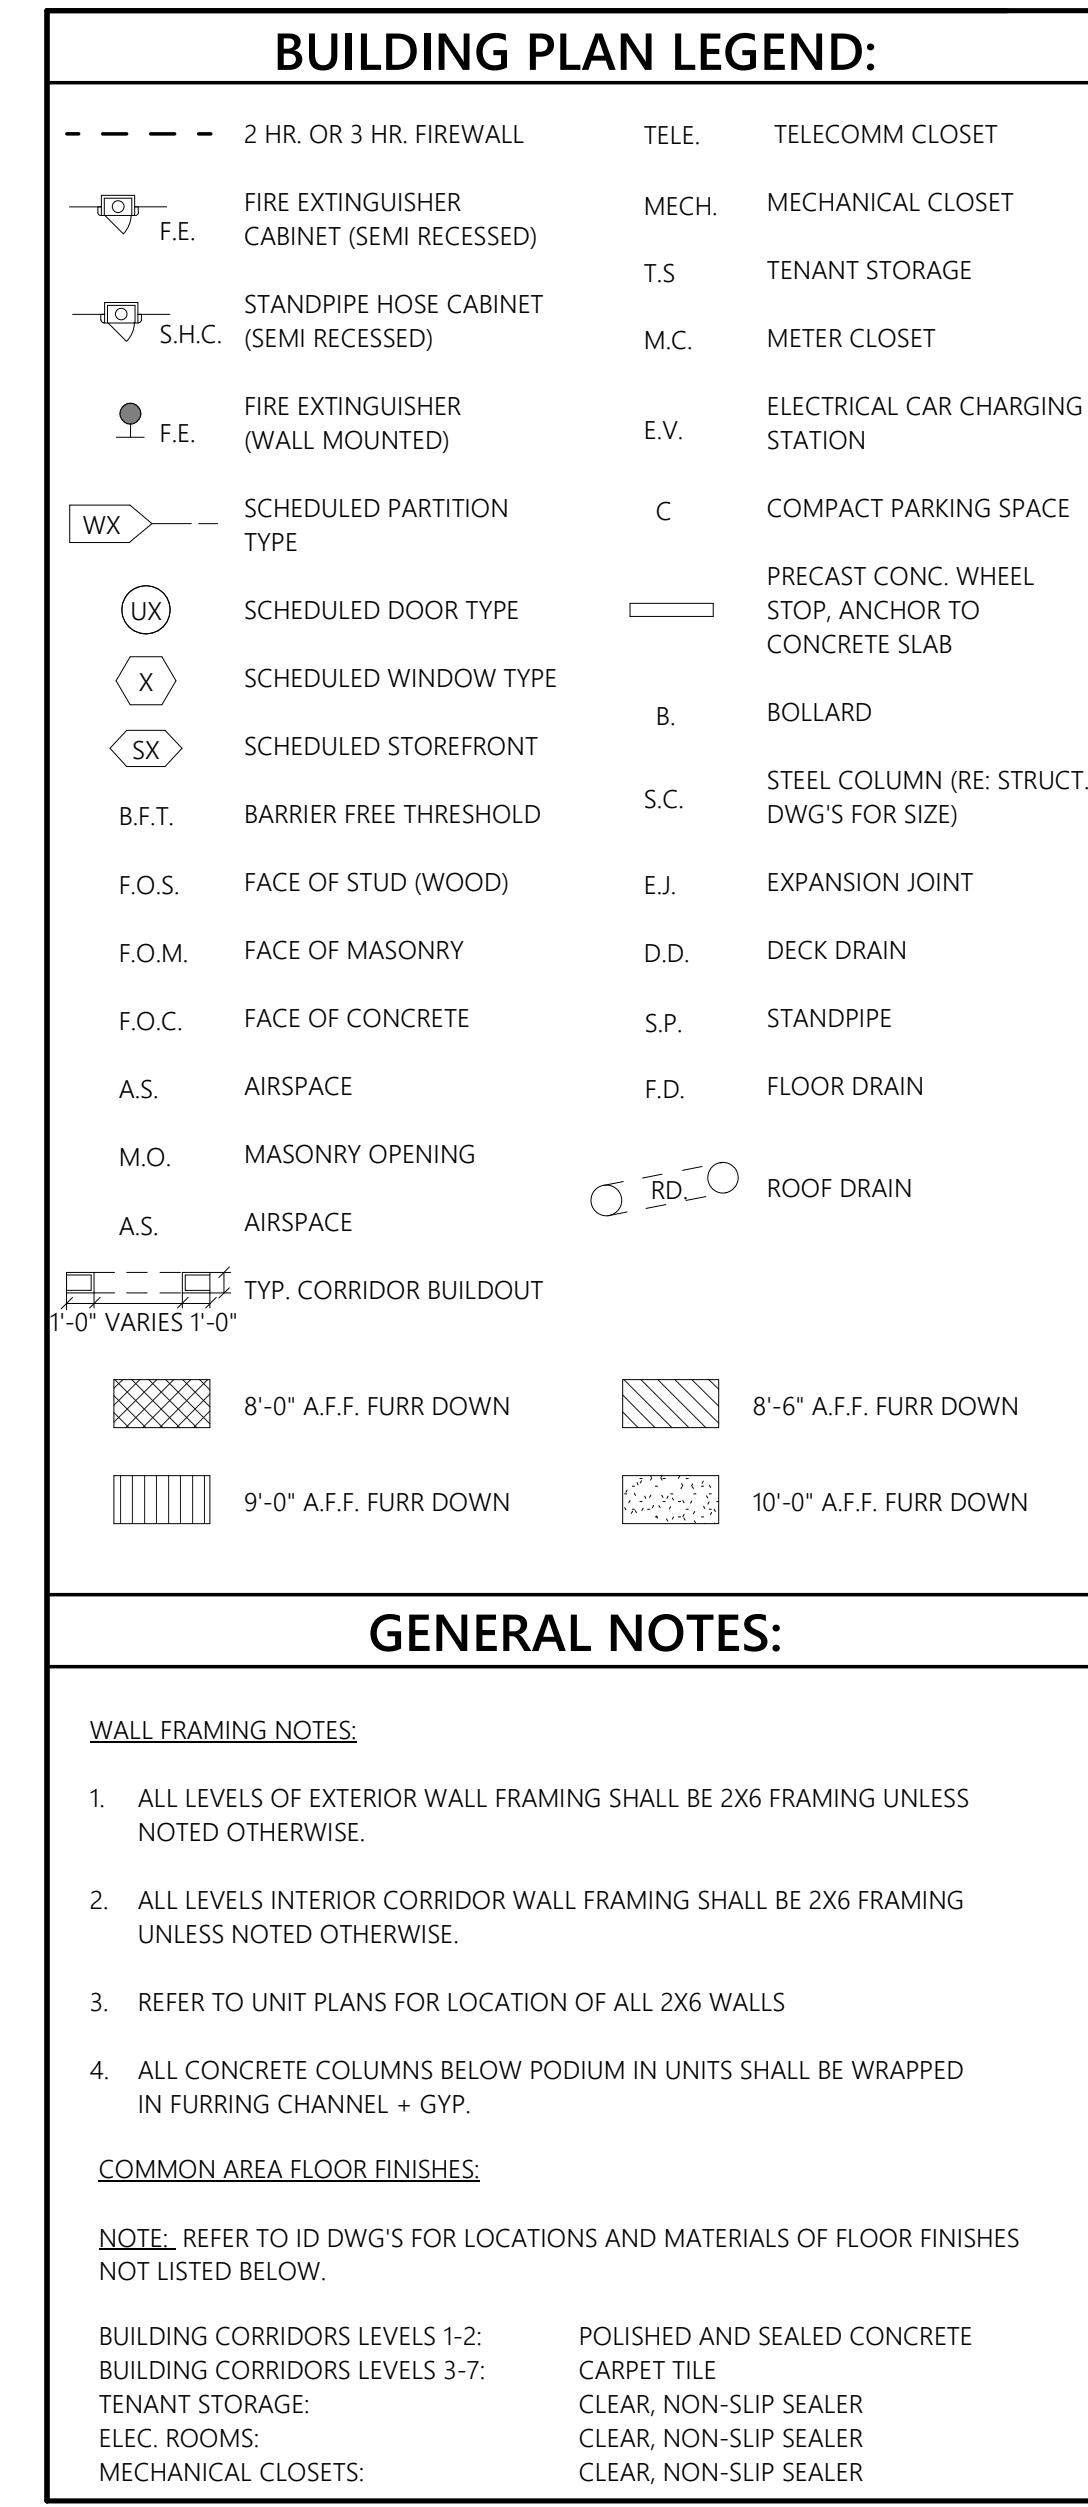 BUILDING PLAN LEGEND:
2 HR. OR 3 HR. FIREWALL
F.E.
FIRE EXTINGUISHER
CABINET (SEMI RECESSED)
S.H.C.
STANDPIPE HOSE CABINET
(SEMI RECESSED)
F.E.
FIRE EXTINGUISHER
(WALL MOUNTED)
WX
SCHEDULED PARTITION
TYPE
UX
SCHEDULED DOOR TYPE
X
SCHEDULED WINDOW TYPE
SX
SCHEDULED STOREFRONT
B.F.T.
BARRIER FREE THRESHOLD
F.O.S.
FACE OF STUD (WOOD)
F.O.M.
FACE OF MASONRY
F.O.C.
FACE OF CONCRETE
A.S.
AIRSPACE
M.O.
MASONRY OPENING
A.S.
AIRSPACE
TYP. CORRIDOR BUILDOUT
1'-0" VARIES 1'-0"
TELE.
TELECOMM CLOSET
MECH.
MECHANICAL CLOSET
T.S
TENANT STORAGE
M.C.
METER CLOSET
E.V.
ELECTRICAL CAR CHARGING
STATION
C
COMPACT PARKING SPACE
PRECAST CONC. WHEEL
STOP, ANCHOR TO
CONCRETE SLAB
B.
BOLLARD
S.C.
STEEL COLUMN (RE: STRUCT.
DWG'S FOR SIZE)
E.J.
EXPANSION JOINT
D.D.
DECK DRAIN
S.P.
STANDPIPE
F.D.
FLOOR DRAIN
RD.
ROOF DRAIN
8'-0" A.F.F. FURR DOWN
8'-6" A.F.F. FURR DOWN
9'-0" A.F.F. FURR DOWN
10'-0" A.F.F. FURR DOWN
GENERAL NOTES:
WALL FRAMING NOTES:
1. ALL LEVELS OF EXTERIOR WALL FRAMING SHALL BE 2X6 FRAMING UNLESS
NOTED OTHERWISE.
2. ALL LEVELS INTERIOR CORRIDOR WALL FRAMING SHALL BE 2X6 FRAMING
UNLESS NOTED OTHERWISE.
3. REFER TO UNIT PLANS FOR LOCATION OF ALL 2X6 WALLS
4. ALL CONCRETE COLUMNS BELOW PODIUM IN UNITS SHALL BE WRAPPED
IN FURRING CHANNEL + GYP.
COMMON AREA FLOOR FINISHES:
NOTE: REFER TO ID DWG'S FOR LOCATIONS AND MATERIALS OF FLOOR FINISHES
NOT LISTED BELOW.
BUILDING CORRIDORS LEVELS 1-2: POLISHED AND SEALED CONCRETE
BUILDING CORRIDORS LEVELS 3-7: CARPET TILE
TENANT STORAGE: CLEAR, NON-SLIP SEALER
ELEC. ROOMS: CLEAR, NON-SLIP SEALER
MECHANICAL CLOSETS: CLEAR, NON-SLIP SEALER